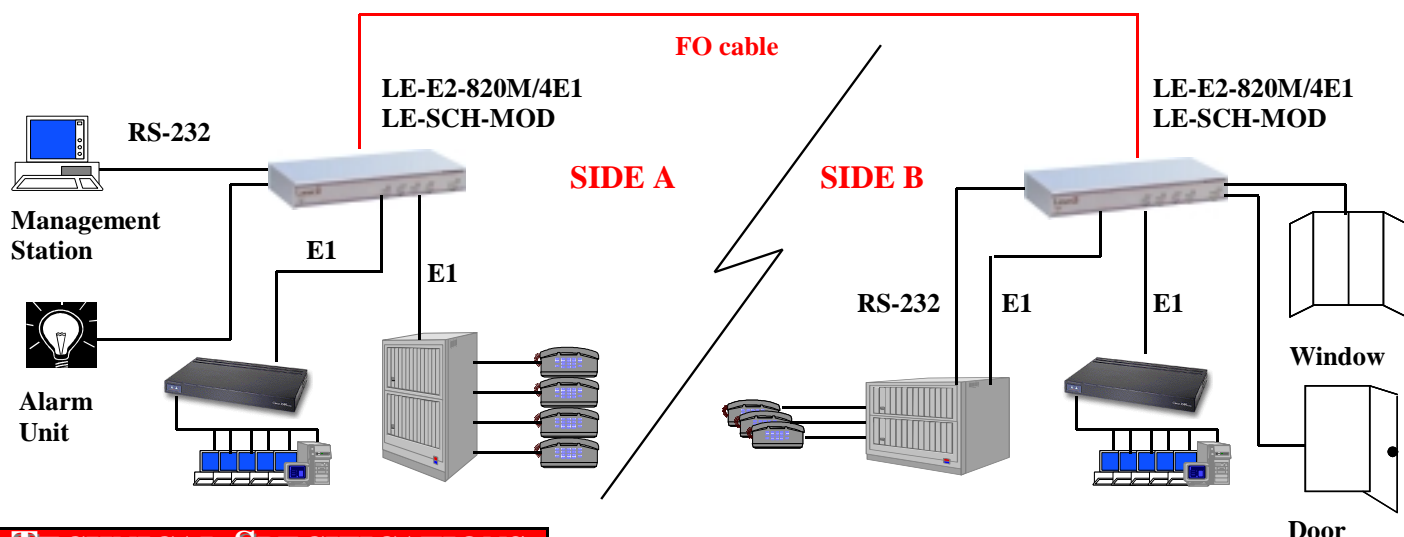 FO cable
LE-E2-820M/4E1
LE-SCH-MOD
LE-E2-820M/4E1
LE-SCH-MOD
RS-232
SIDE A
SIDE B
Management
Station
E1
E1
RS-232
E1
E1
Window
Alarm
Unit
Door